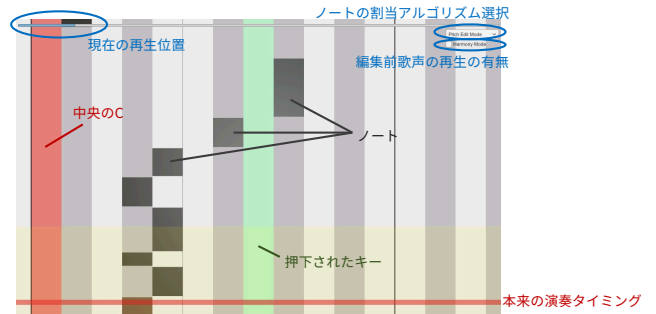 ノートの割当アルゴリズム選択
Pitch Edit Mode
現在の再生位置
Harmony Mode
編集前歌声の再生の有無
中央のC
ノート
押下されたキー
本来の演奏タイミング